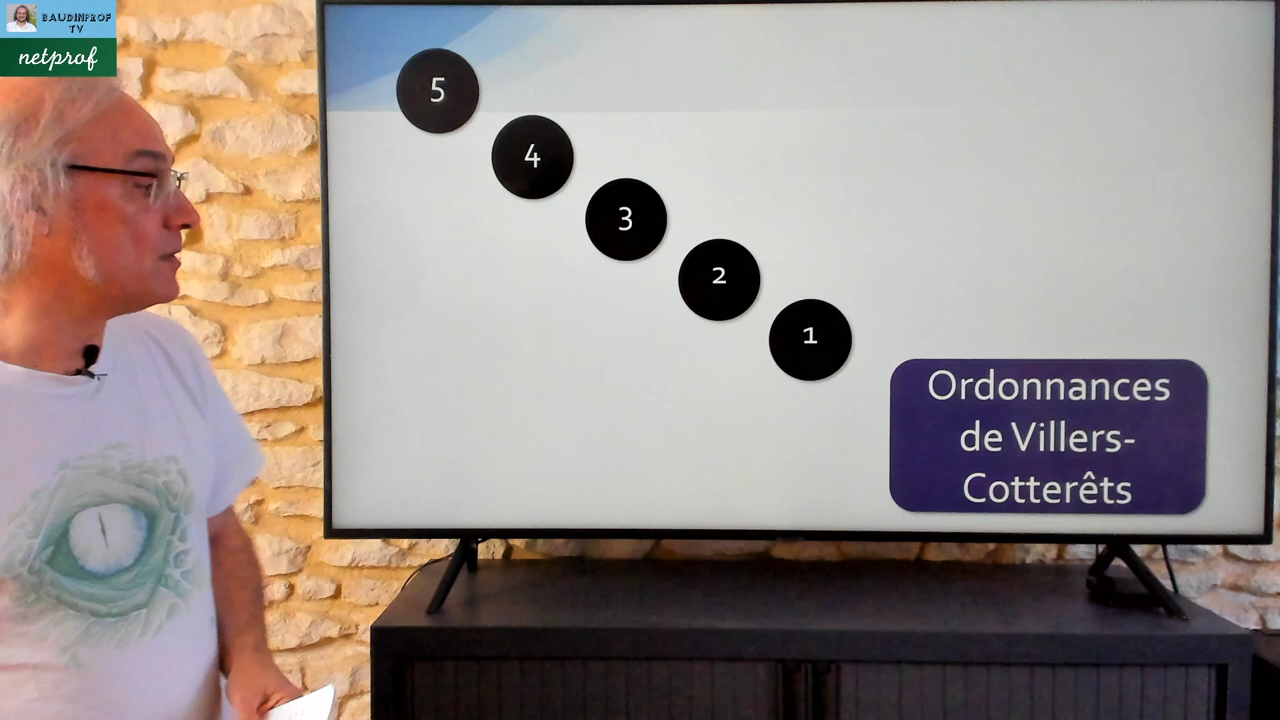 BAUDINPROF
TV
netprof
5
4
3
2
1
Ordonnances
de Villers-
Cotterêts